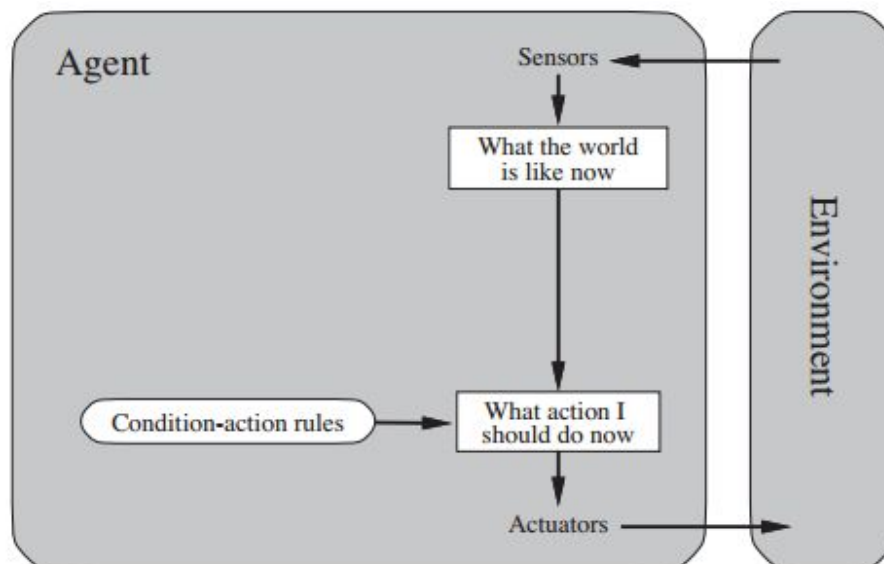 Agent
Sensors
What the world
is like now
Environment
Condition-action rules
What action I
should do now
Actuators